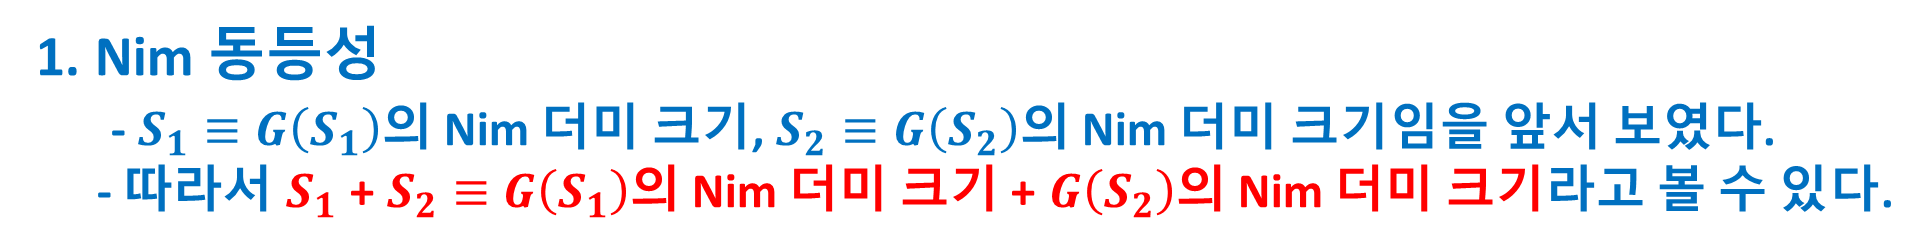 1. Nim 동등성
- S₁ ≡ G(S₁)의 Nim 더미 크기, S₂ ≡ G(S₂)의 Nim 더미 크기임을 앞서 보였다.
- 따라서 S₁ + S₂ ≡ G(S₁)의 Nim 더미 크기 + G(S₂)의 Nim 더미 크기라고 볼 수 있다.